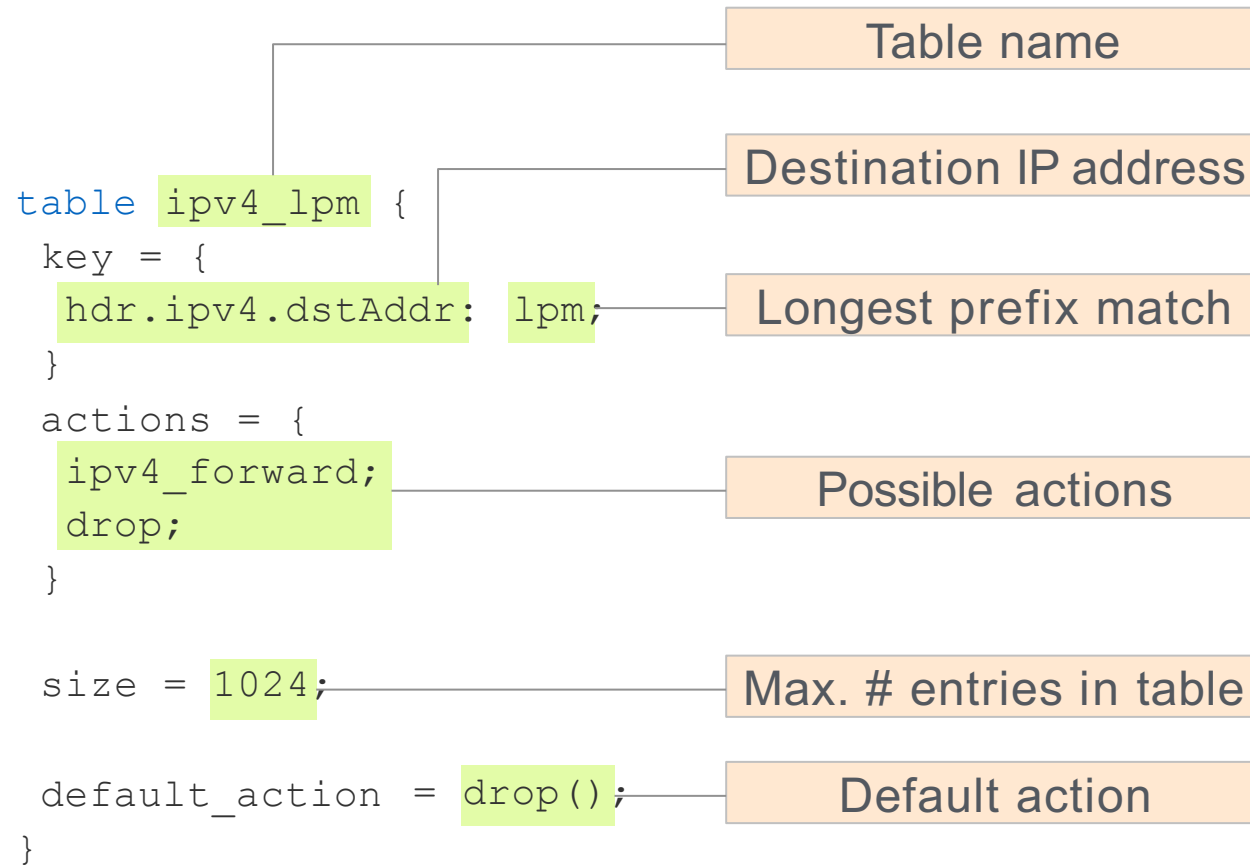 Table name
Destination IP address
table ipv4_lpm {
key = {
hdr.ipv4.dstAddr: lpm;
Longest prefix match
}
actions = {
ipv4_forward;
drop;
Possible actions
}
size = 1024;
Max. # entries in table
default_action = drop();
Default action
}